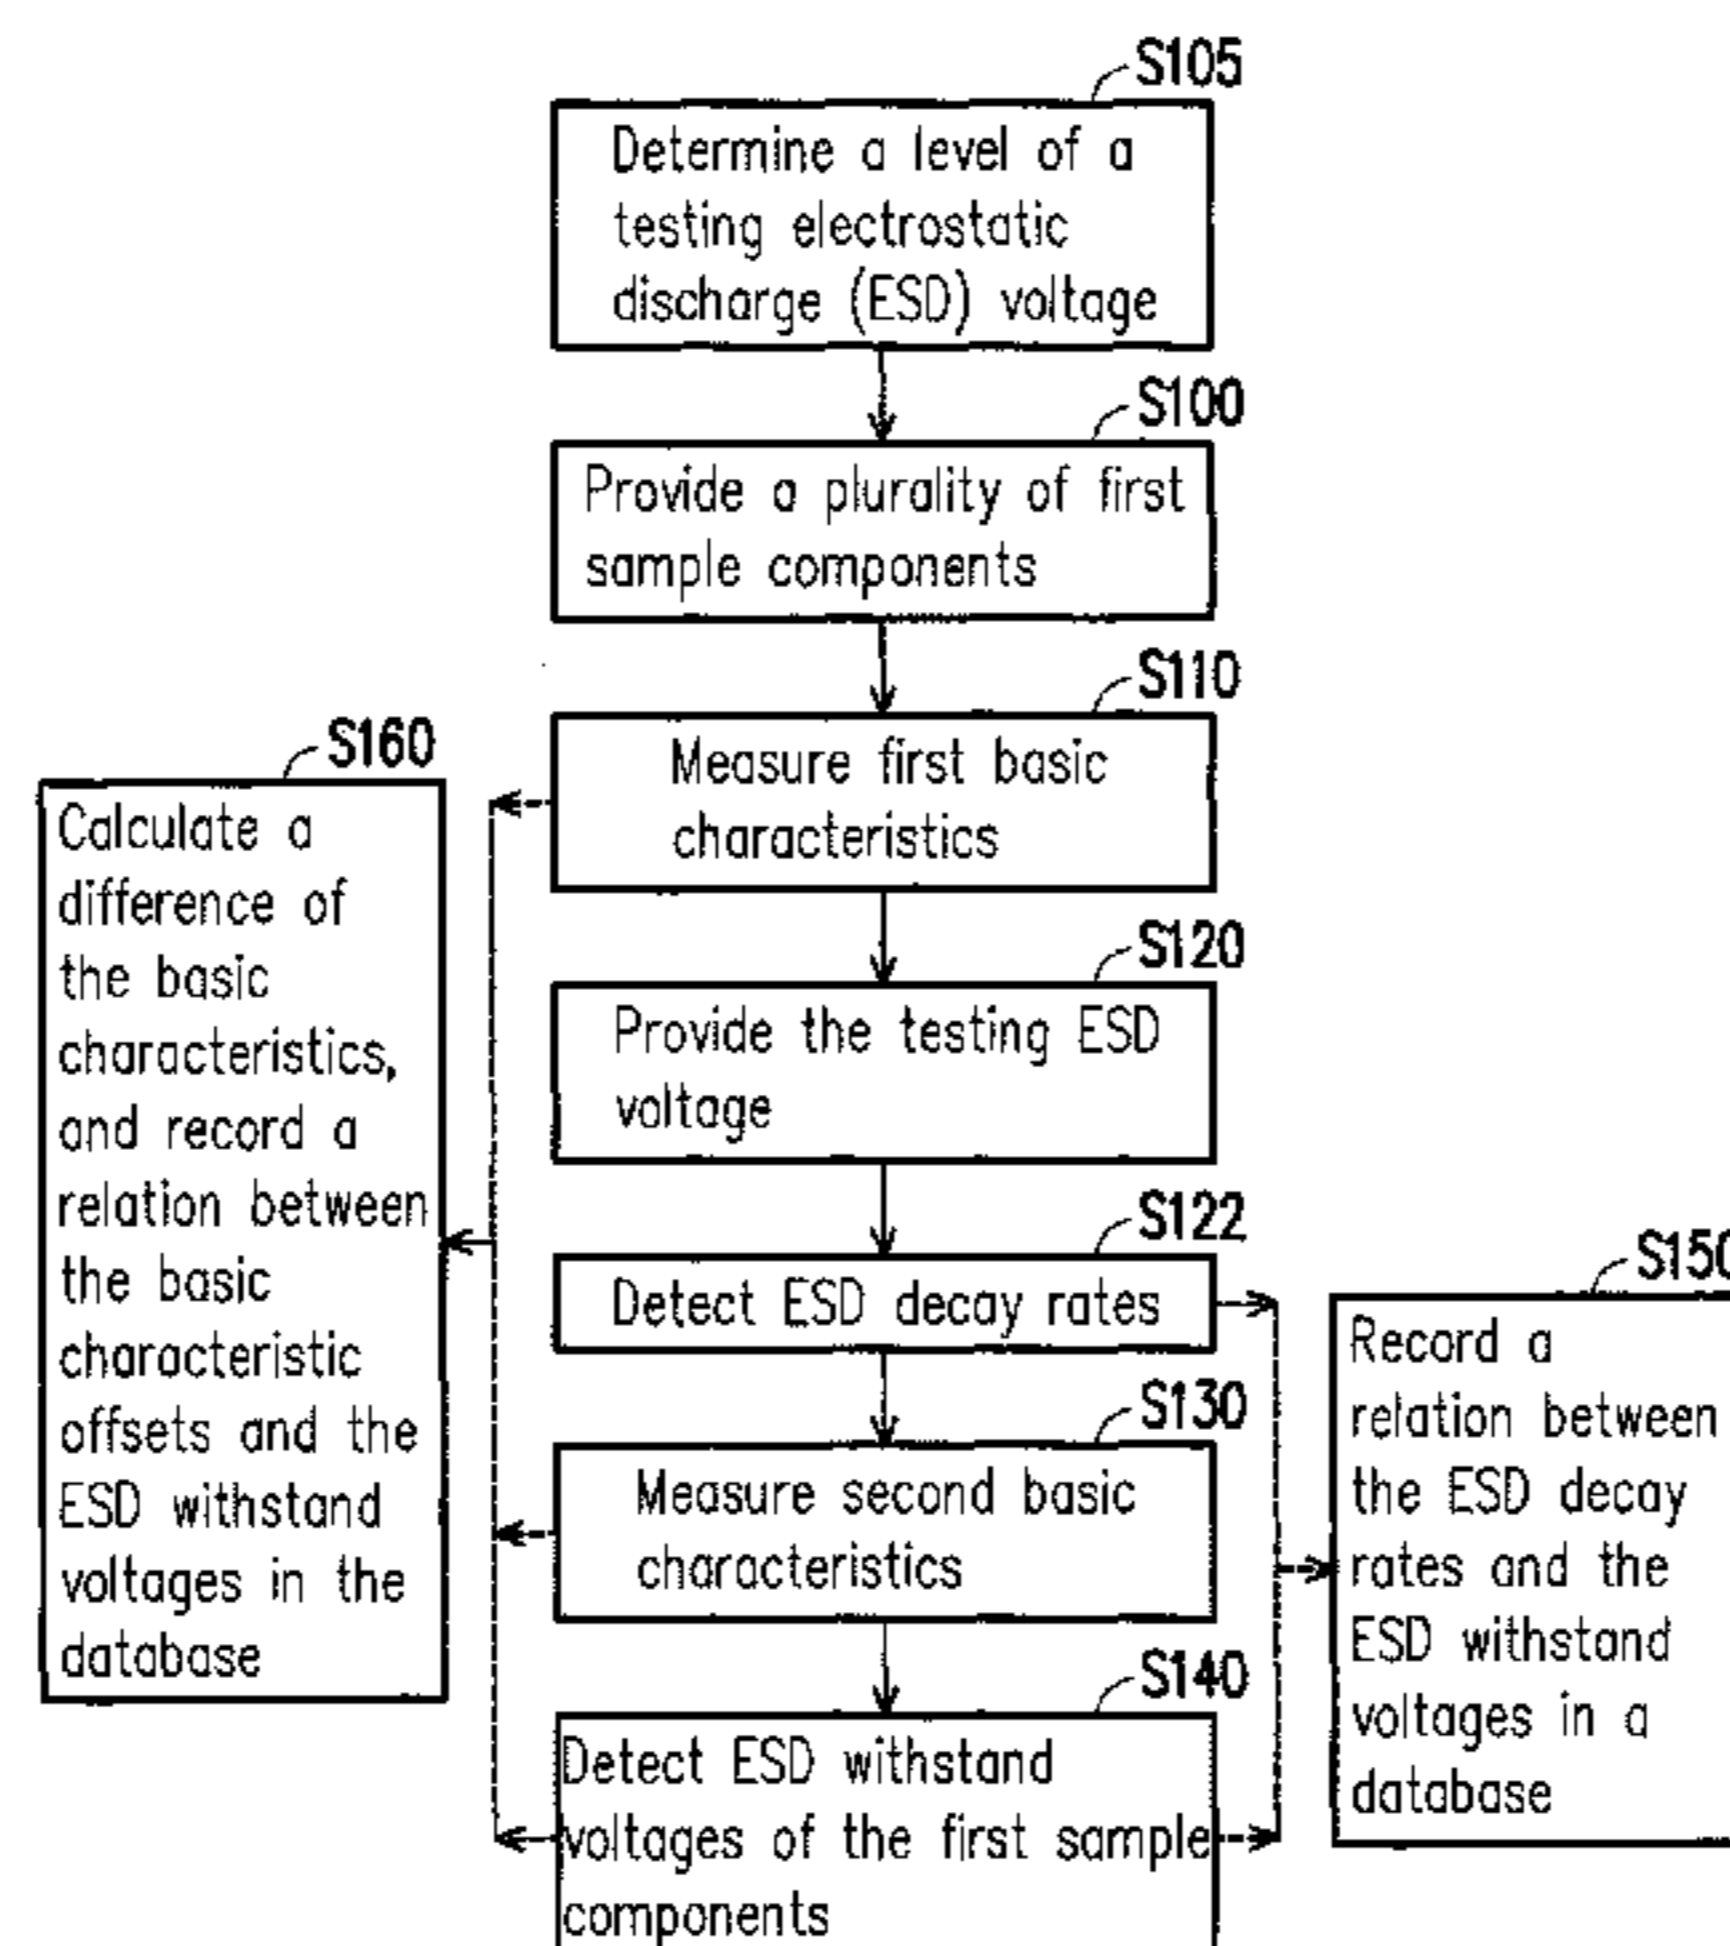 S105
Determine a level of a
testing electrostatic
discharge (ESD) voltage
S100
Provide a plurality of first
sample components
S110
Measure first basic
characteristics
S120
Provide the testing ESD
voltage
S122
Detect ESD decay rates
S130
Measure second basic
characteristics
S140
Detect ESD withstand
voltages of the first sample
components
S160
Calculate a
difference of
the basic
characteristics,
and record a
relation between
the basic
characteristic
offsets and the
ESD withstand
voltages in the
database
S150
Record a
relation between
the ESD decay
rates and the
ESD withstand
voltages in a
database